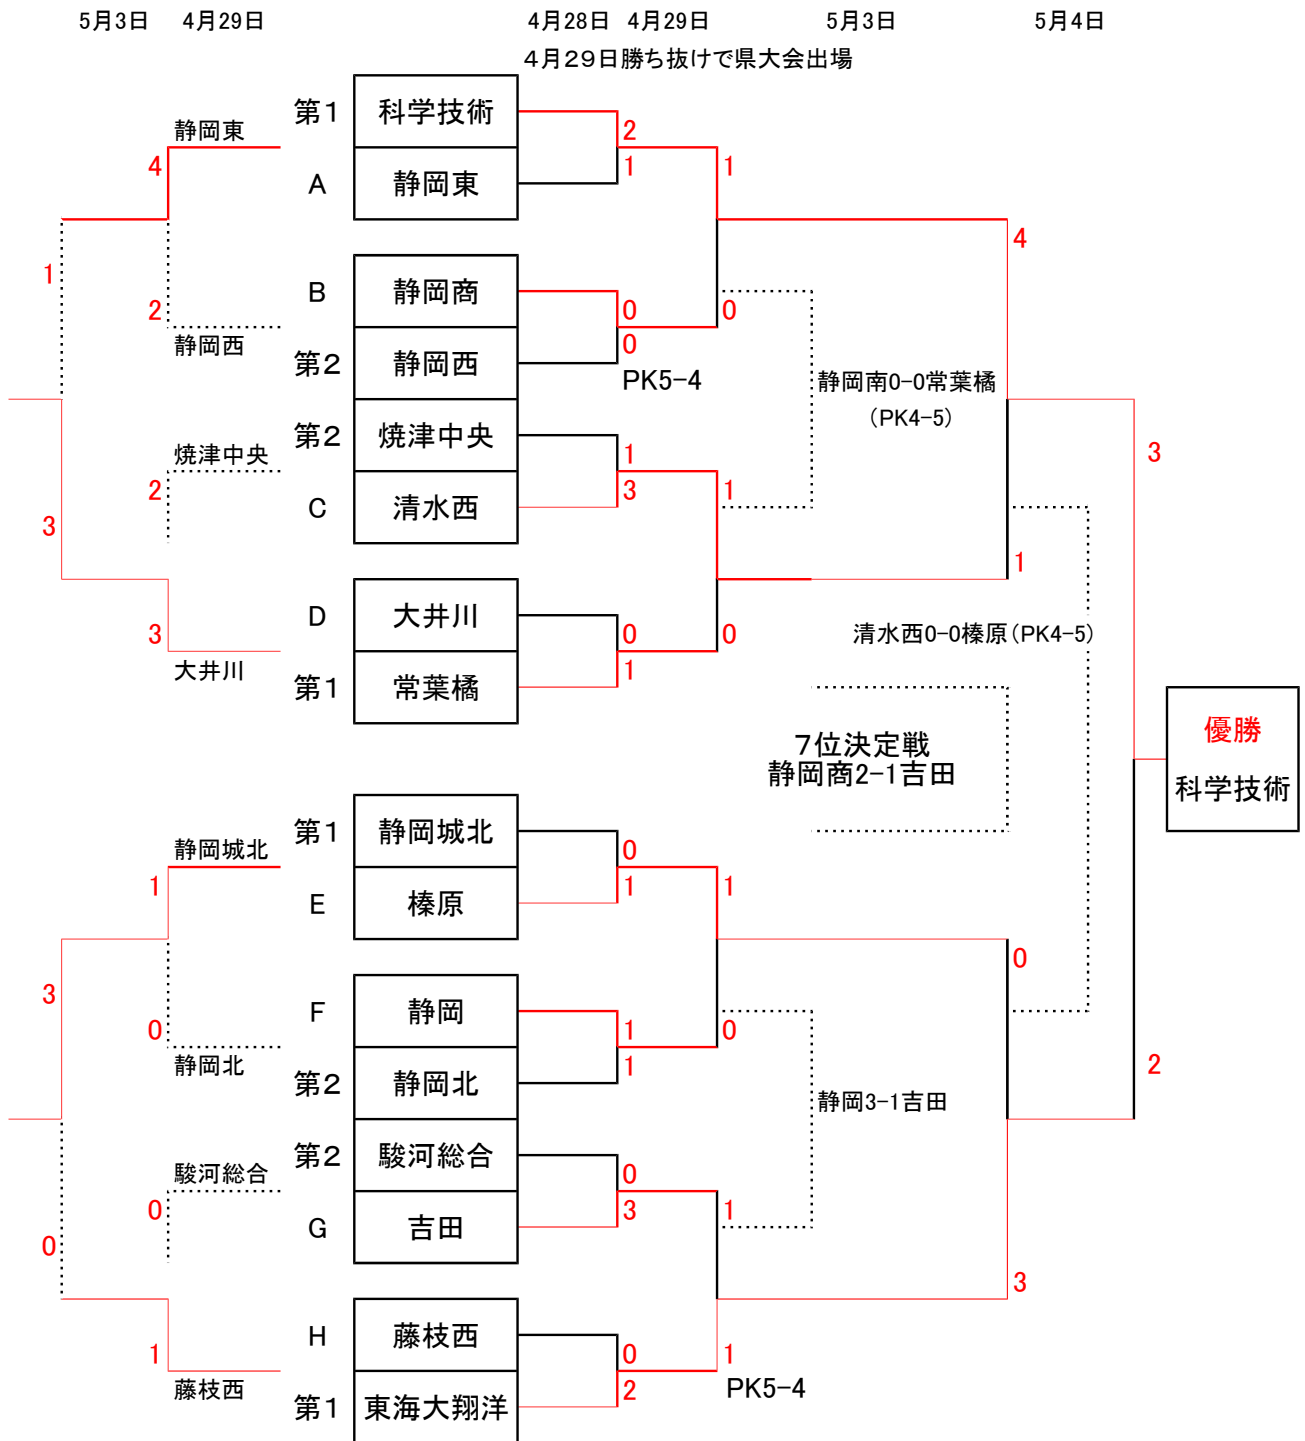 5月3日 4月29日 4月28日 4月29日 5月3日 5月4日
4月29日勝ち抜けで県大会出場
第1 科学技術
静岡東
2
4
1
1
A 静岡東
4
1
B 静岡商
2
0
0
静岡西
0
第2 静岡西
PK5-4
静岡南0-0常葉橘
(PK4-5)
第2 焼津中央
焼津中央
1
3
2
3
1
C 清水西
3
1
D 大井川
3
0
0
清水西0-0榛原(PK4-5)
大井川
1
第1 常葉橘
7位決定戦
静岡商2-1吉田
優勝
科学技術
第1 静岡城北
静岡城北
0
1
1
1
E 榛原
0
3
F 静岡
0
1
0
静岡北
1
第2 静岡北
2
静岡3-1吉田
第2 駿河総合
駿河総合
0
0
3
1
G 吉田
0
3
H 藤枝西
1
0
1
藤枝西
2
PK5-4
第1 東海大翔洋